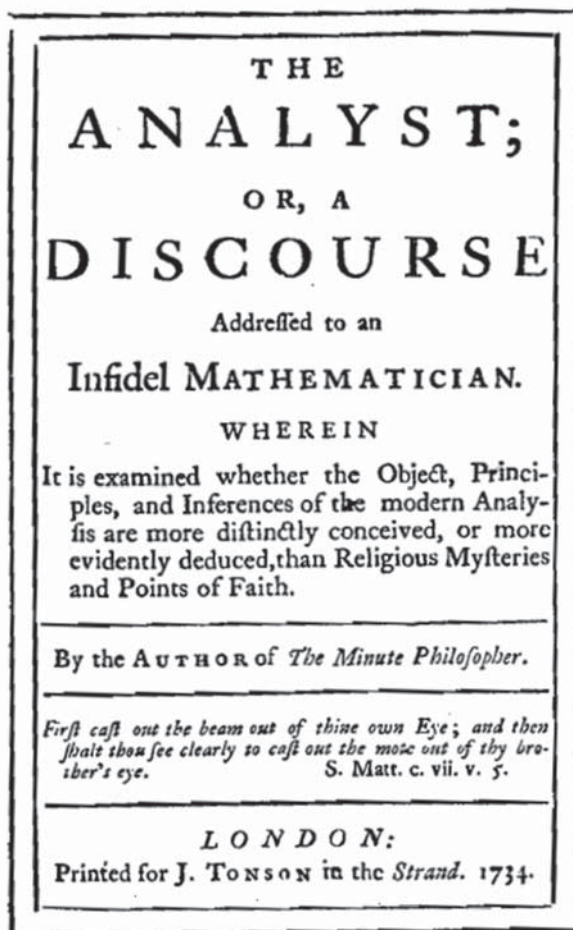 THE
ANALYST;
OR, A
DISCOURSE
Addreſſed to an
Infidel MATHEMATICIAN.
WHEREIN
It is examined whether the Object, Princi-
ples, and Inferences of the modern Analy-
ſis are more diſtinctly conceived, or more
evidently deduced, than Religious Myſteries
and Points of Faith.
By the AUTHOR of The Minute Philoſopher.
Firſt caſt out the beam out of thine own Eye; and then
ſhalt thou ſee clearly to caſt out the mote out of thy bro-
ther's eye. S. Matt. c. vii. v. 5.
LONDON:
Printed for J. TONSON in the Strand. 1734.